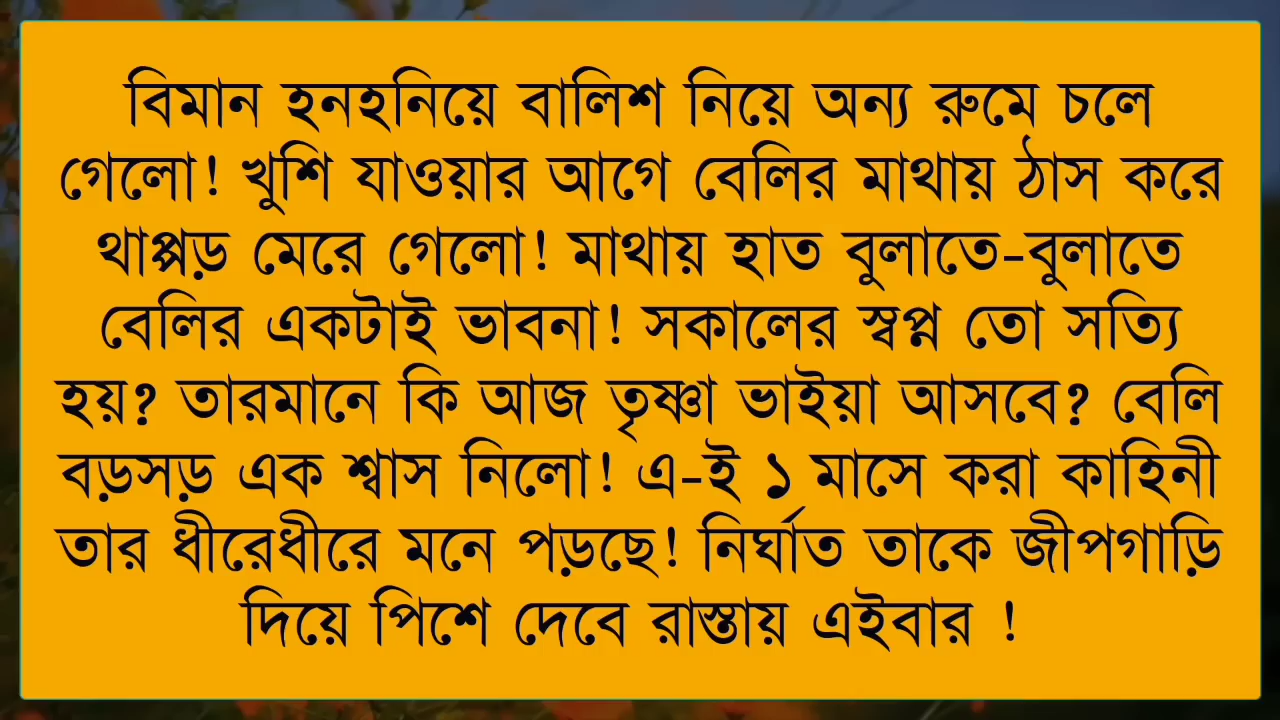 বিমান হনহনিয়ে বালিশ নিয়ে অন্য রুমে চলে
গেলো! খুশি যাওয়ার আগে বেলির মাথায় ঠাস করে
থাপ্পড় মেরে গেলো! মাথায় হাত বুলাতে-বুলাতে
বেলির একটাই ভাবনা! সকালের স্বপ্ন তো সত্যি
হয়? তারমানে কি আজ তৃষ্ণা ভাইয়া আসবে? বেলি
বড়সড় এক শ্বাস নিলো! এ-ই ১ মাসে করা কাহিনী
তার ধীরেধীরে মনে পড়ছে! নির্ঘাত তাকে জীপগাড়ি
দিয়ে পিশে দেবে রাস্তায় এইবার !